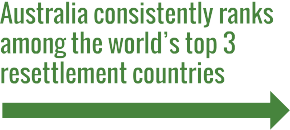 Australia consistently ranks
among the world’s top 3
resettlement countries